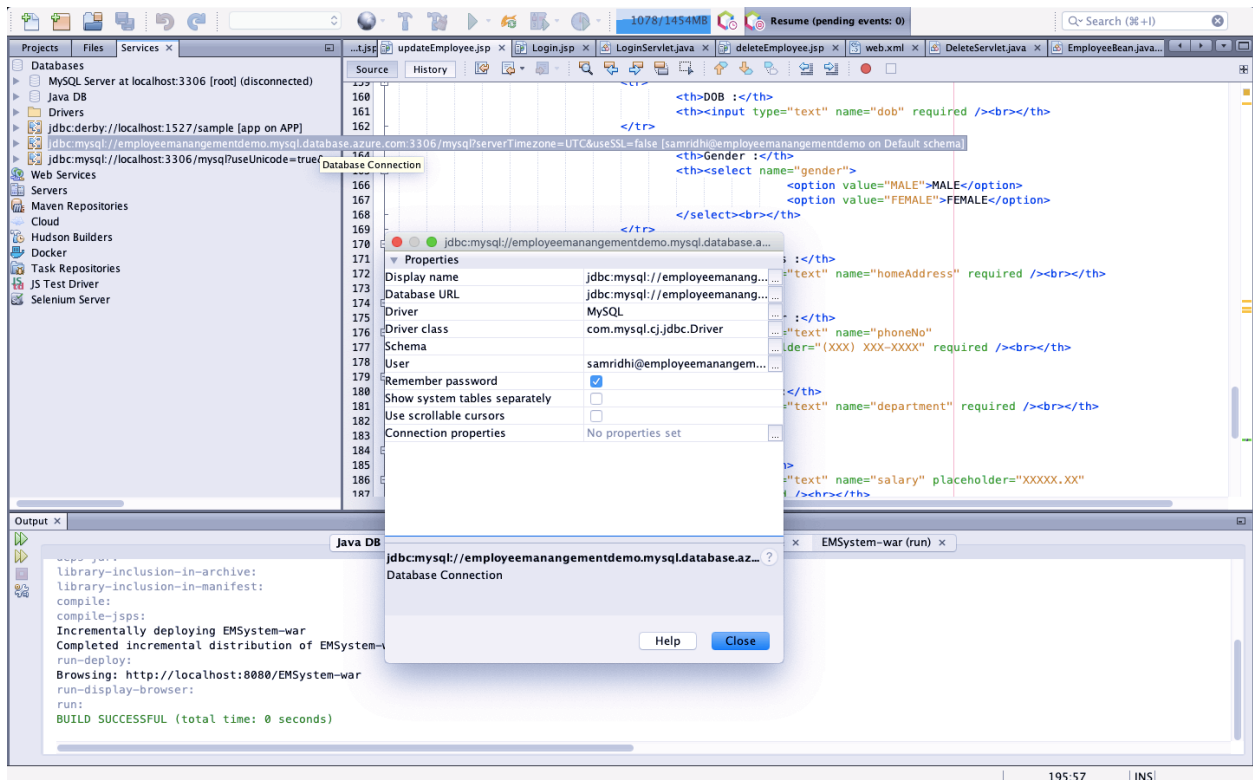 1078/1454MB
Resume (pending events: 0)
Search (⌘+I)
Projects
Files
Services ×
Databases
MySQL Server at localhost:3306 [root] (disconnected)
Java DB
Drivers
jdbc:derby://localhost:1527/sample [app on APP]
jdbc:mysql://employeemanangementdemo.mysql.database.azure.com:3306/mysql?serverTimezone=UTC&useSSL=false [samridhi@employeemanangementdemo on Default schema]
jdbc:mysql://localhost:3306/mysql?useUnicode=true
Database Connection
Web Services
Servers
Maven Repositories
Cloud
Hudson Builders
Docker
Task Repositories
JS Test Driver
Selenium Server
...t.jsp
updateEmployee.jsp ×
Login.jsp ×
LoginServlet.java ×
deleteEmployee.jsp ×
web.xml ×
DeleteServlet.java ×
EmployeeBean.java...
Source
History
159 <tr>
160 <th>DOB :</th>
161 <th><input type="text" name="dob" required /><br></th>
162 </tr>
164 <th>Gender :</th>
165 <th><select name="gender">
166 <option value="MALE">MALE</option>
167 <option value="FEMALE">FEMALE</option>
168 </select><br></th>
169 </tr>
170
171 s :</th>
172 ="text" name="homeAddress" required /><br></th>
173
174
175 r :</th>
176 ="text" name="phoneNo"
177 lder="(XXX) XXX-XXXX" required /><br></th>
178
179
180 :</th>
181 ="text" name="department" required /><br></th>
182
183
184
185 >
186 ="text" name="salary" placeholder="XXXXX.XX"
187 d /><br></th>
jdbc:mysql://employeemanangementdemo.mysql.database.a...
Properties
Display name jdbc:mysql://employeemanang... ...
Database URL jdbc:mysql://employeemanang... ...
Driver MySQL ...
Driver class com.mysql.cj.jdbc.Driver ...
Schema ...
User samridhi@employeemanangem... ...
Remember password
Show system tables separately
Use scrollable cursors
Connection properties No properties set ...
jdbc:mysql://employeemanangementdemo.mysql.database.az... ?
Database Connection
Help
Close
Output ×
Java DB
×
EMSystem-war (run) ×
library-inclusion-in-archive:
library-inclusion-in-manifest:
compile:
compile-jsps:
Incrementally deploying EMSystem-war
Completed incremental distribution of EMSystem-w
run-deploy:
Browsing: http://localhost:8080/EMSystem-war
run-display-browser:
run:
BUILD SUCCESSFUL (total time: 0 seconds)
195:57
INS